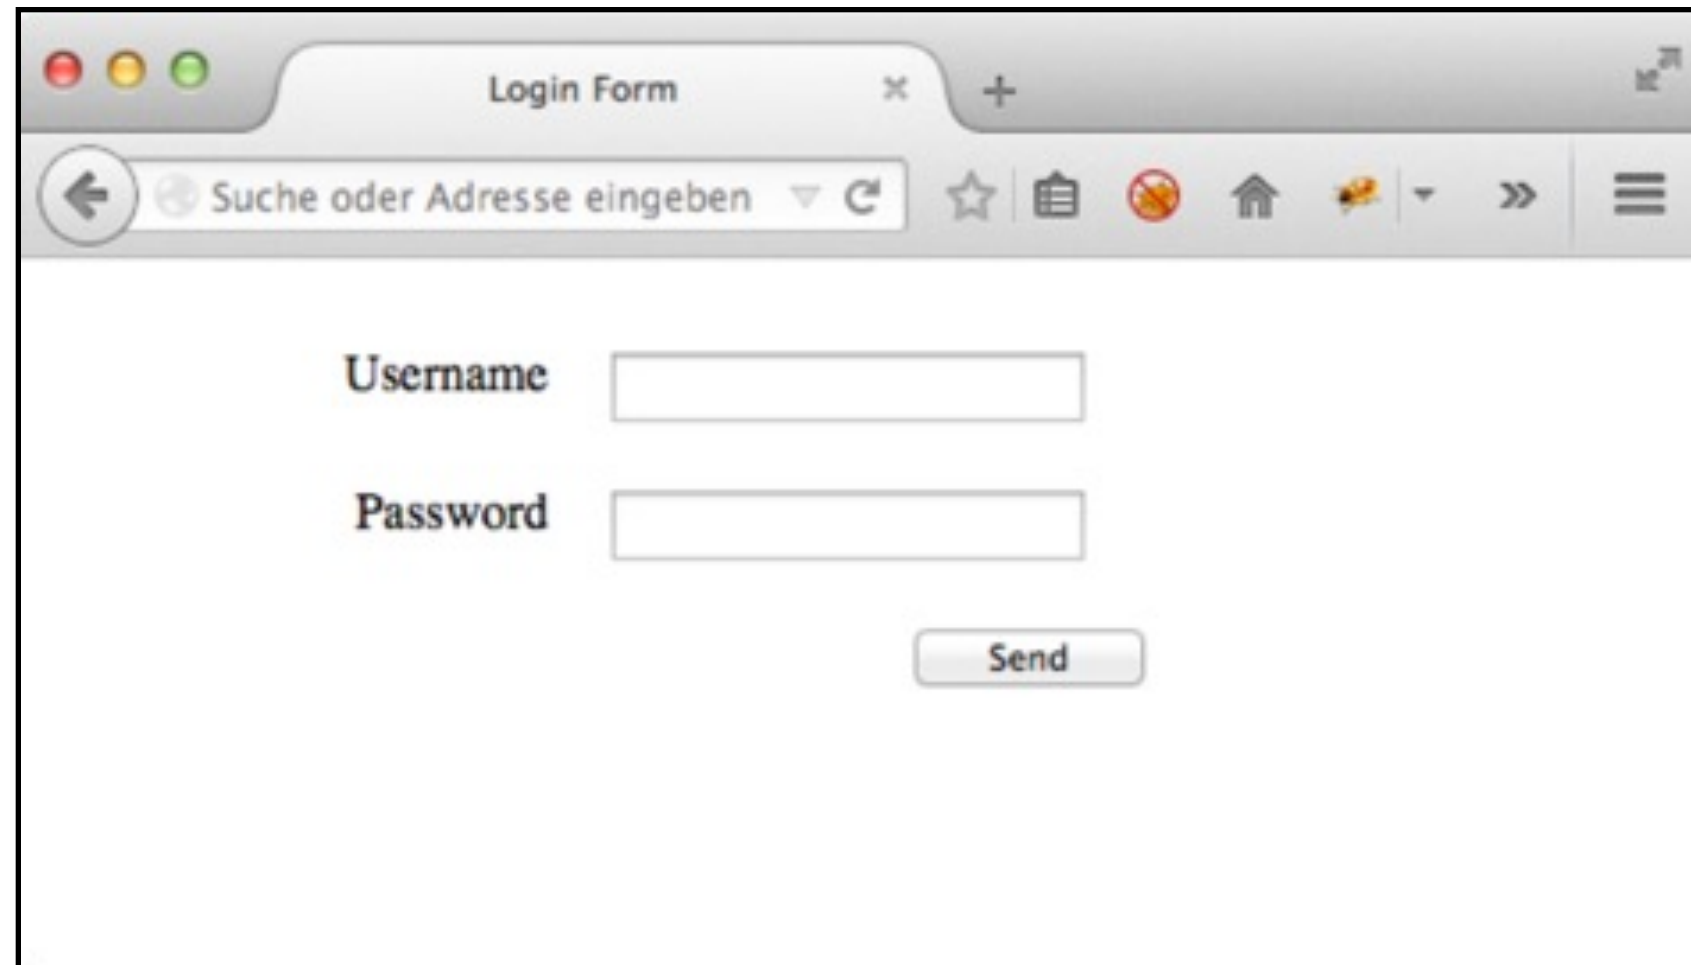 Login Form
Suche oder Adresse eingeben
Username
Password
Send